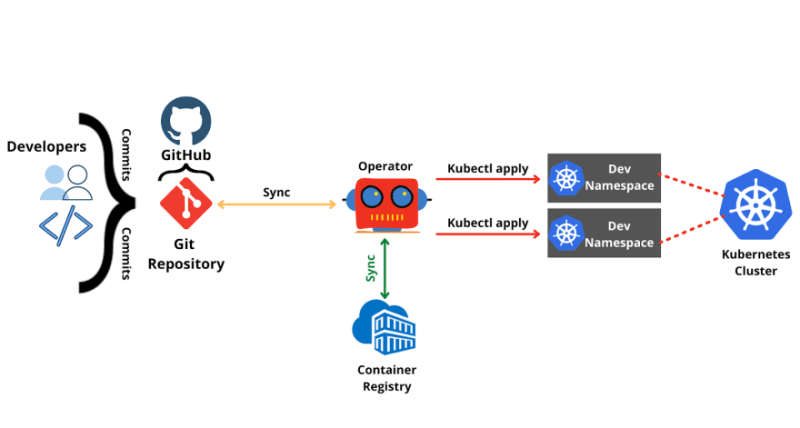 Developers
Commits
Commits
GitHub
Git
Repository
Sync
Operator
Sync
Container
Registry
Kubectl apply
Kubectl apply
Dev
Namespace
Dev
Namespace
Kubernetes
Cluster